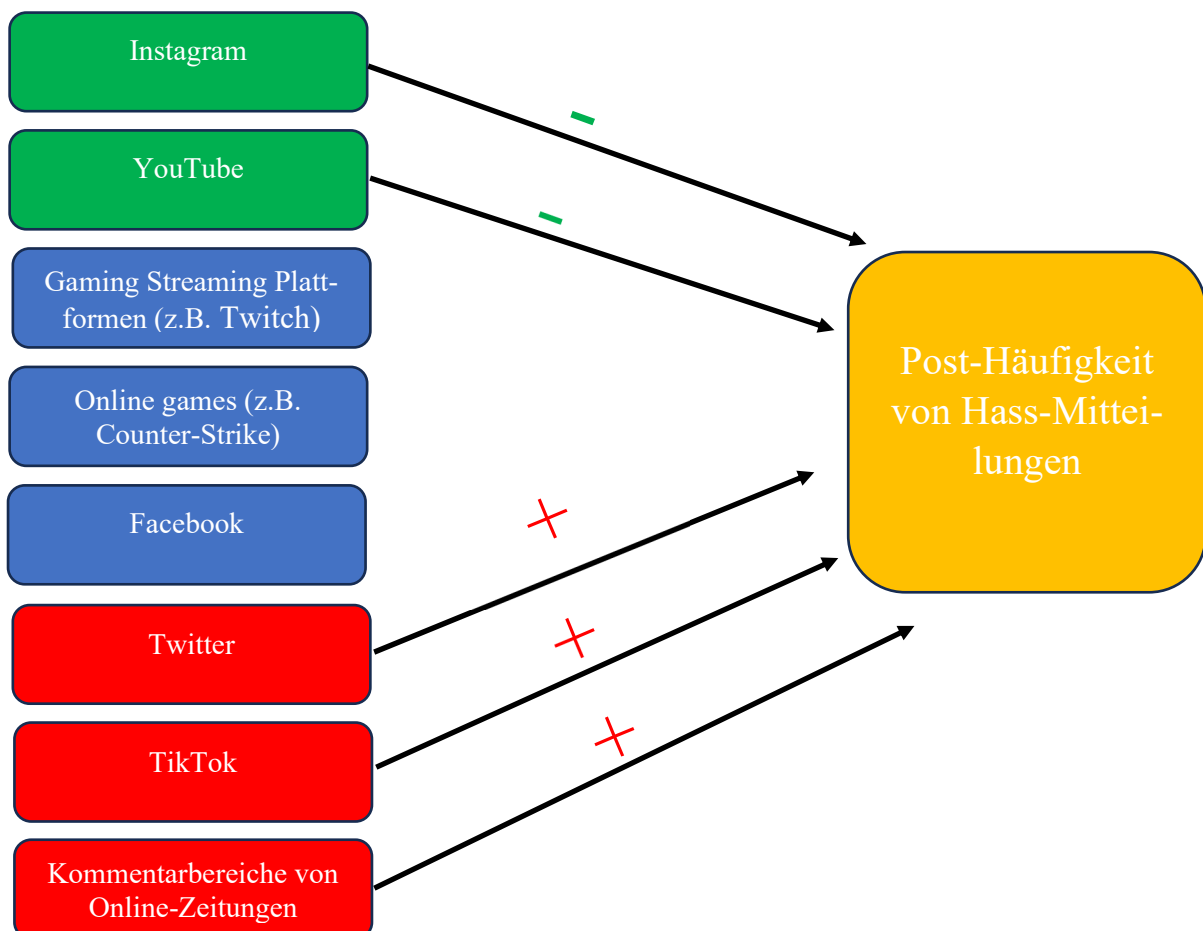 Instagram
-
YouTube
-
Gaming Streaming Platt-
formen (z.B. Twitch)
Online games (z.B.
Counter-Strike)
Post-Häufigkeit
von Hass-Mittei-
lungen
Facebook
+
Twitter
+
TikTok
+
Kommentarbereiche von
Online-Zeitungen